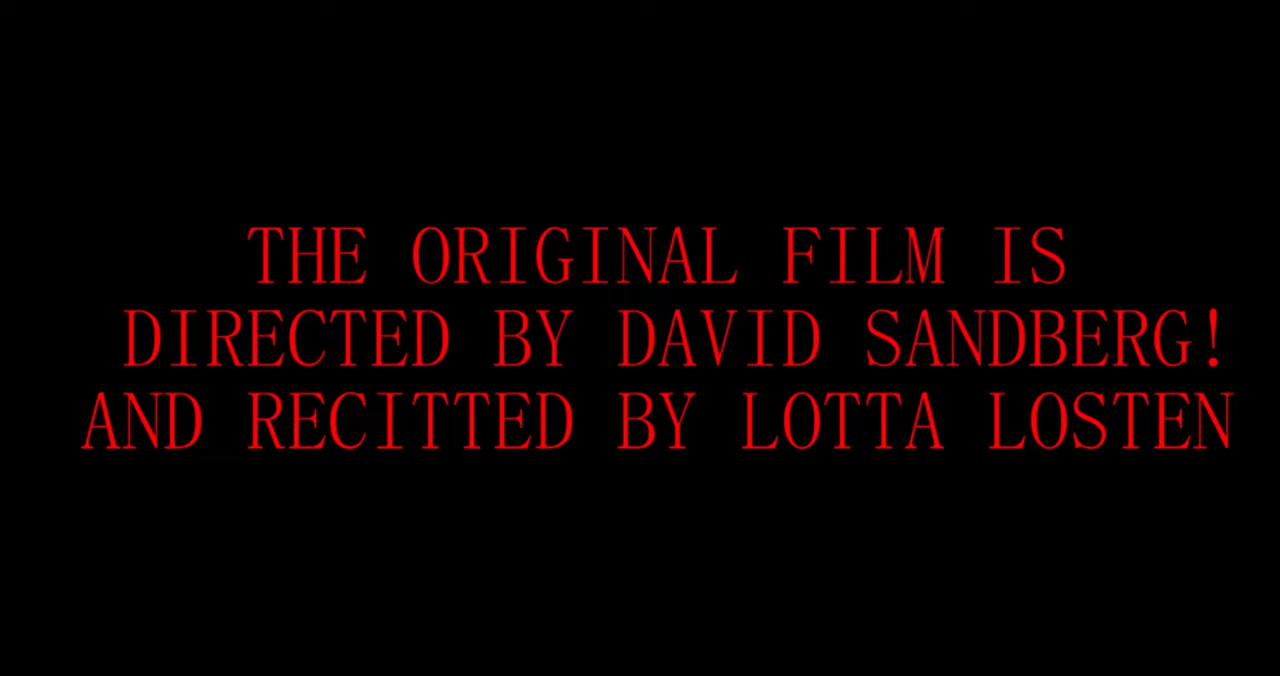 THE ORIGINAL FILM IS
DIRECTED BY DAVID SANDBERG!
AND RECITTED BY LOTTA LOSTEN